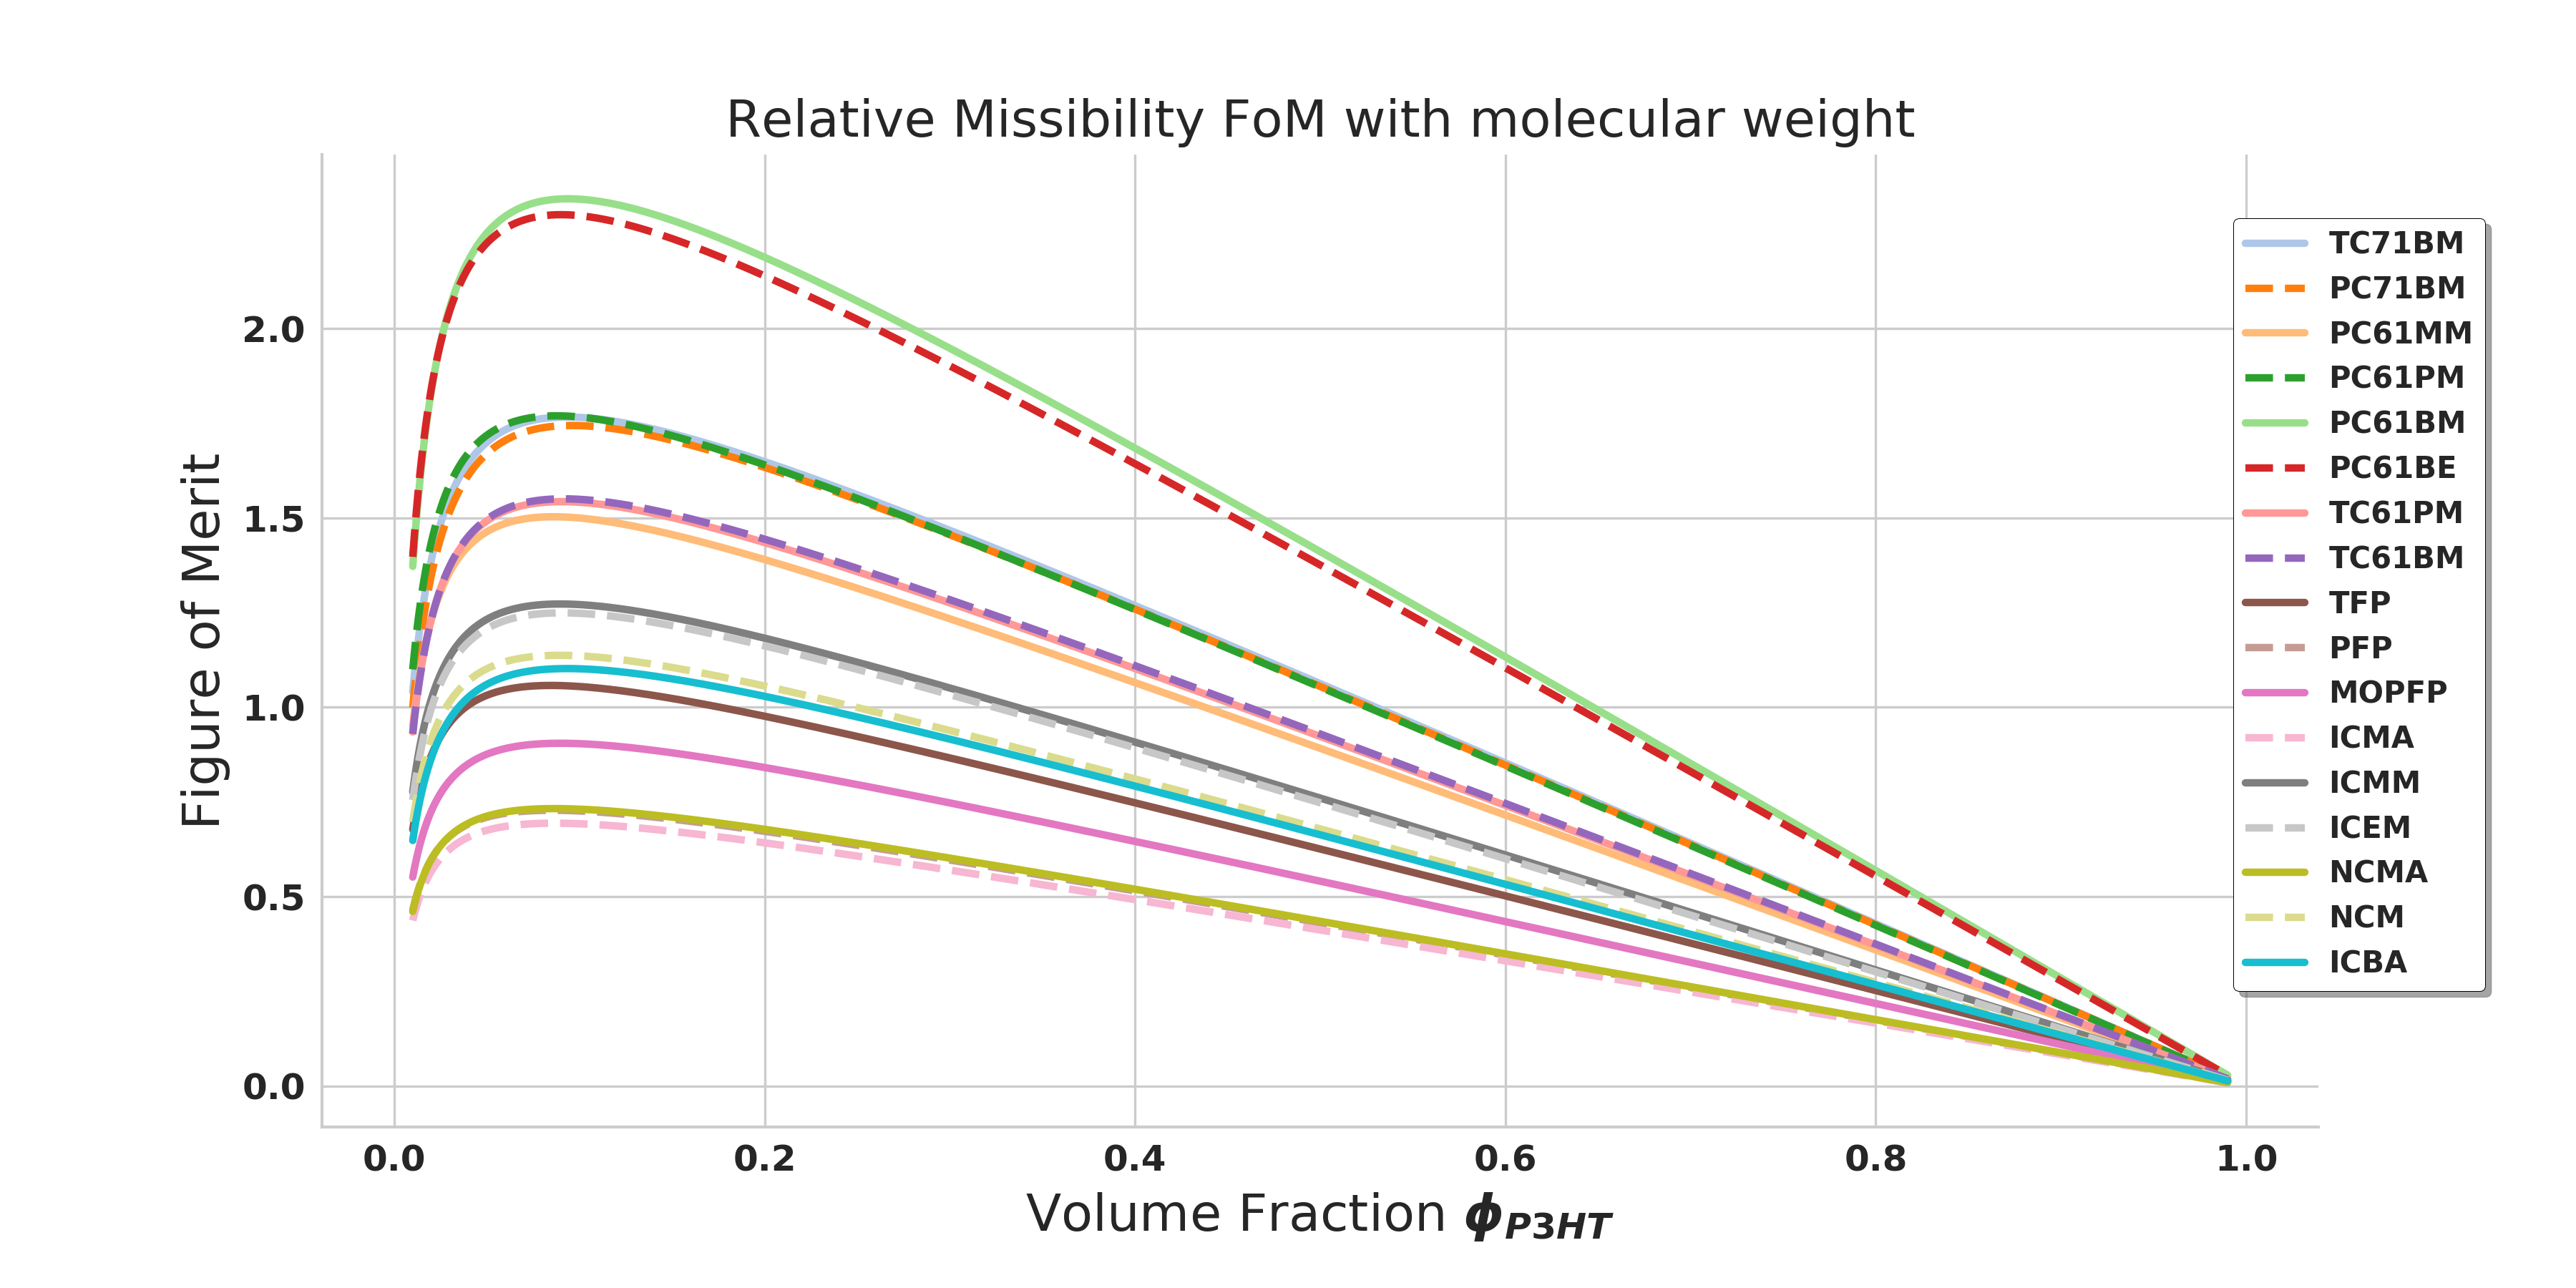 Relative Missibility FoM with molecular weight
Figure of Merit
2.0
1.5
1.0
0.5
0.0
0.0 0.2 0.4 0.6 0.8 1.0
Volume Fraction ϕ_P3HT
TC71BM
PC71BM
PC61MM
PC61PM
PC61BM
PC61BE
TC61PM
TC61BM
TFP
PFP
MOPFP
ICMA
ICMM
ICEM
NCMA
NCM
ICBA